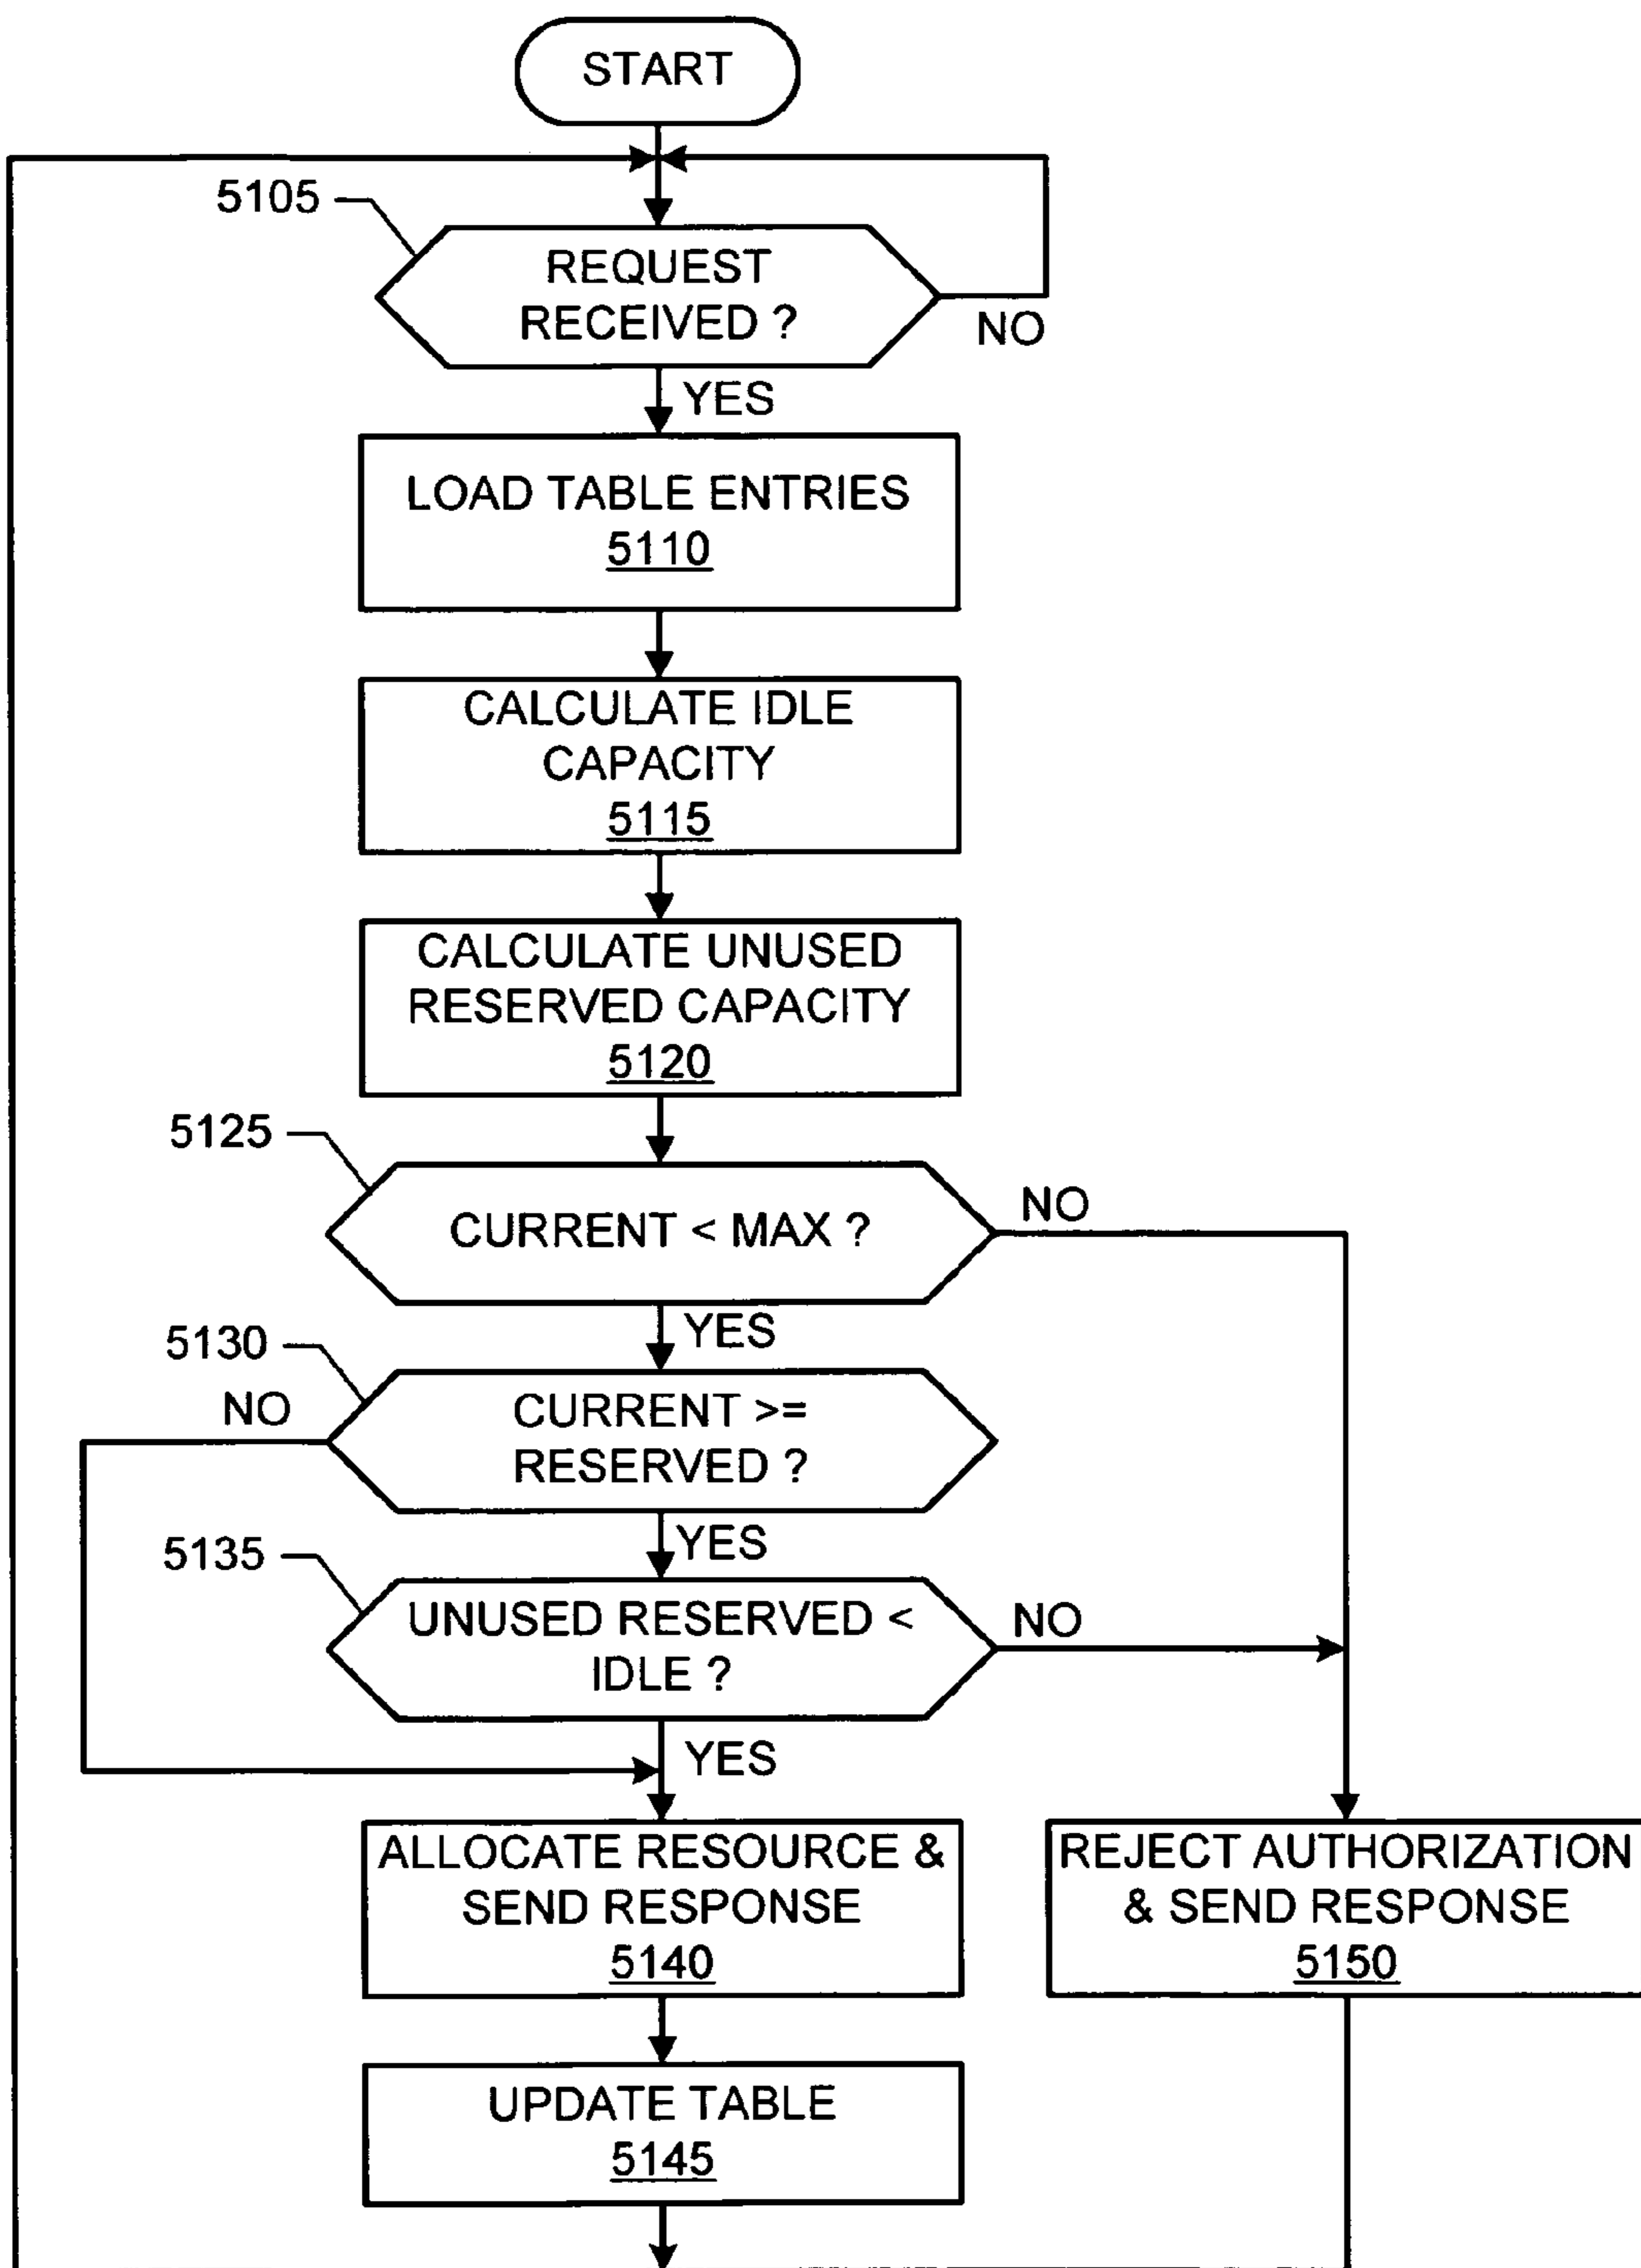 START
5105
REQUEST
RECEIVED ?
NO
YES
LOAD TABLE ENTRIES
5110
CALCULATE IDLE
CAPACITY
5115
CALCULATE UNUSED
RESERVED CAPACITY
5120
5125
CURRENT < MAX ?
NO
YES
5130
NO
CURRENT >=
RESERVED ?
YES
5135
UNUSED RESERVED <
IDLE ?
NO
YES
ALLOCATE RESOURCE &
SEND RESPONSE
5140
REJECT AUTHORIZATION
& SEND RESPONSE
5150
UPDATE TABLE
5145